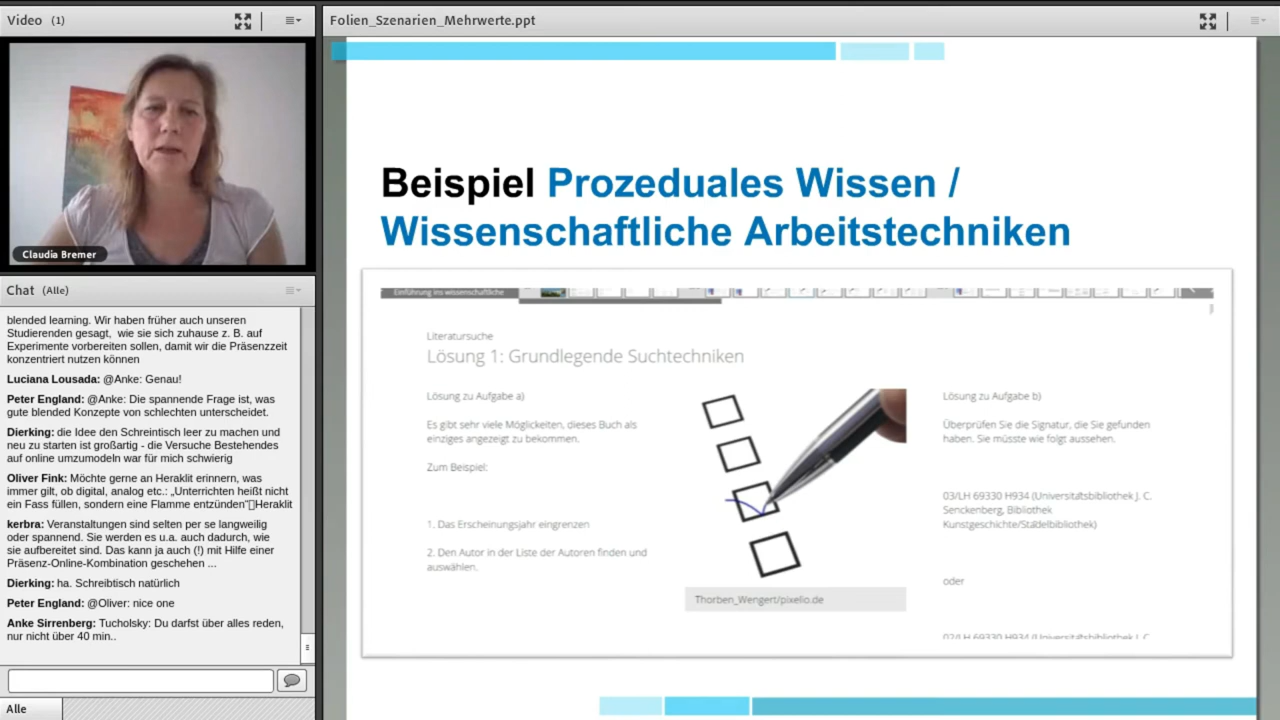 Video (1)
Claudia Bremer
Chat (Alle)
blended learning. Wir haben früher auch unseren
Studierenden gesagt, wie sie sich zuhause z. B. auf
Experimente vorbereiten sollen, damit wir die Präsenzzeit
konzentriert nutzen können
Luciana Lousada: @Anke: Genau!
Peter England: @Anke: Die spannende Frage ist, was
gute blended Konzepte von schlechten unterscheidet.
Dierking: die Idee den Schreintisch leer zu machen und
neu zu starten ist großartig - die Versuche Bestehendes
auf online umzumodeln war für mich schwierig
Oliver Fink: Möchte gerne an Heraklit erinnern, was
immer gilt, ob digital, analog etc.: „Unterrichten heißt nicht
ein Fass füllen, sondern eine Flamme entzünden“Heraklit
kerbra: Veranstaltungen sind selten per se langweilig
oder spannend. Sie werden es u.a. auch dadurch, wie
sie aufbereitet sind. Das kann ja auch (!) mit Hilfe einer
Präsenz-Online-Kombination geschehen ...
Dierking: ha. Schreibtisch natürlich
Peter England: @Oliver: nice one
Anke Sirrenberg: Tucholsky: Du darfst über alles reden,
nur nicht über 40 min..
Alle
Folien_Szenarien_Mehrwerte.ppt
Beispiel Prozeduales Wissen /
Wissenschaftliche Arbeitstechniken
Einführung ins wissenschaftliche
Literatursuche
Lösung 1: Grundlegende Suchtechniken
Lösung zu Aufgabe a)
Es gibt sehr viele Möglickeiten, dieses Buch als
einziges angezeigt zu bekommen.
Zum Beispiel:
1. Das Erscheinungsjahr eingrenzen
2. Den Autor in der Liste der Autoren finden und
auswählen.
Thorben_Wengert/pixelio.de
Lösung zu Aufgabe b)
Überprüfen Sie die Signatur, die Sie gefunden
haben. Sie müsste wie folgt aussehen.
03/LH 69330 H934 (Universitätsbibliothek J. C.
Senckenberg, Bibliothek
Kunstgeschichte/Städelbibliothek)
oder
02/LH 69330 H934 (Universitätsbibliothek J. C.